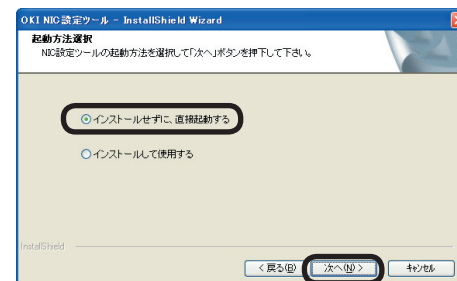 OKI NIC設定ツール - InstallShield Wizard
起動方法選択
NIC設定ツールの起動方法を選択して「次へ」ボタンを押下して下さい。
インストールせずに、直接起動する
インストールして使用する
InstallShield
< 戻る(B)
次へ(N) >
キャンセル